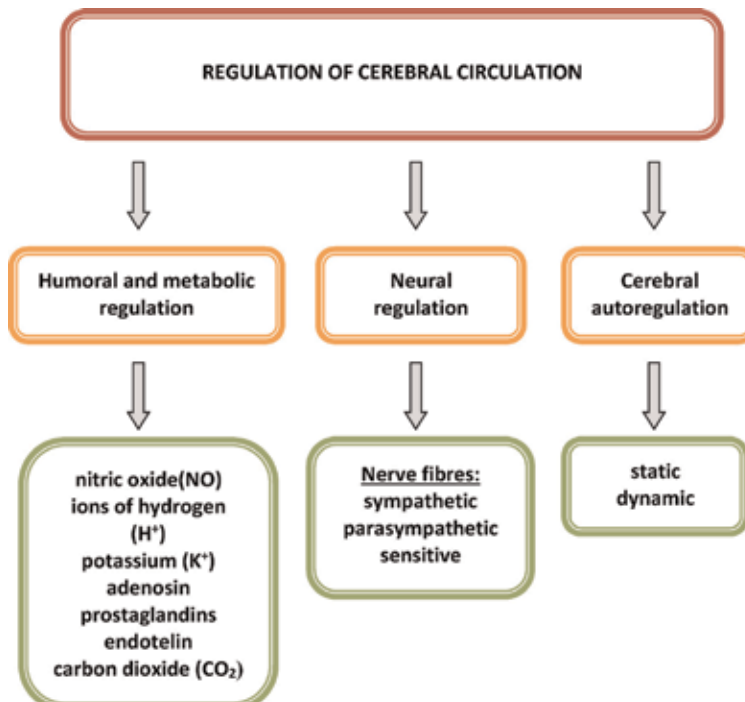 REGULATION OF CEREBRAL CIRCULATION
Humoral and metabolic
regulation
Neural
regulation
Cerebral
autoregulation
nitric oxide(NO)
ions of hydrogen
(H⁺)
potassium (K⁺)
adenosin
prostaglandins
endotelin
carbon dioxide (CO₂)
Nerve fibres:
sympathetic
parasympathetic
sensitive
static
dynamic